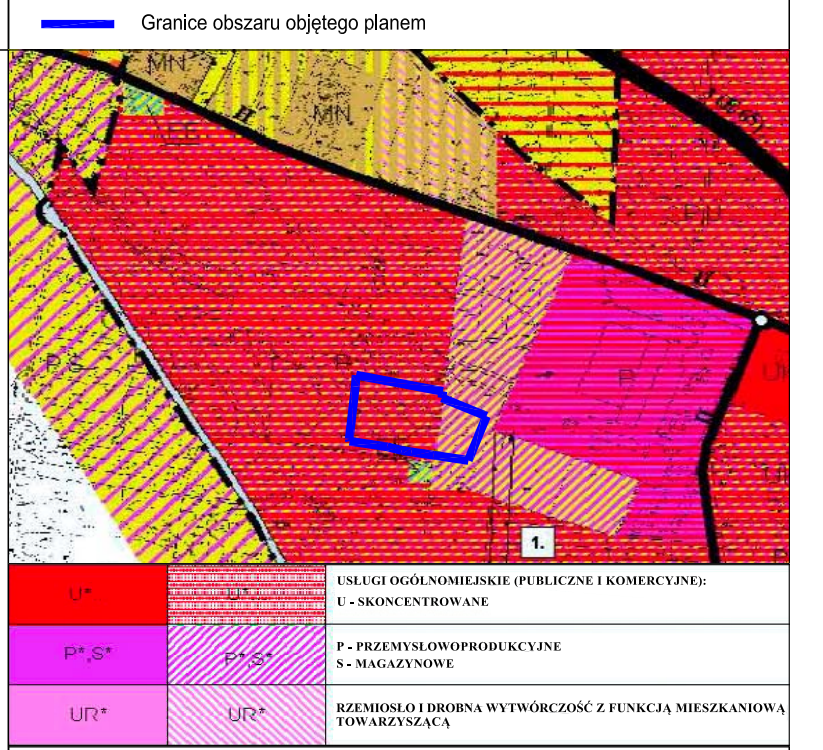 Granice obszaru objętego planem
MN
MN
P,S
1.
U*
U*
USŁUGI OGÓLNOMIEJSKIE (PUBLICZNE I KOMERCYJNE):
U - SKONCENTROWANE
P*,S*
P*,S*
P - PRZEMYSŁOWOPRODUKCYJNE
S - MAGAZYNOWE
UR*
UR*
RZEMIOSŁO I DROBNA WYTWÓRCZOŚĆ Z FUNKCJĄ MIESZKANIOWĄ
TOWARZYSZĄCĄ